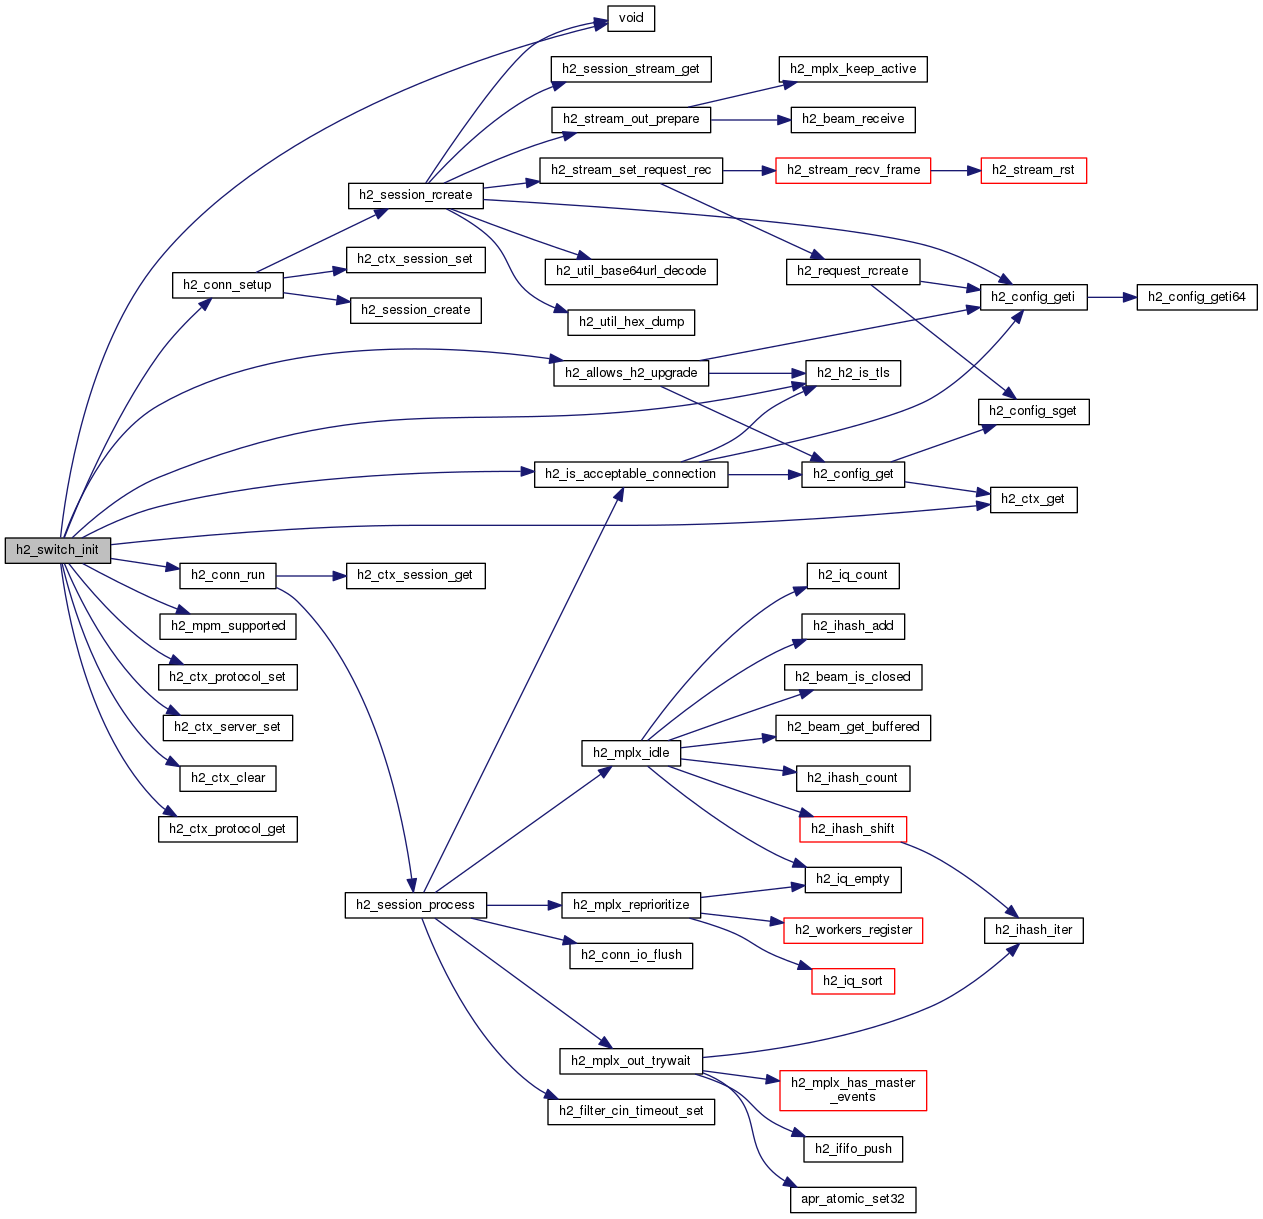 void
h2_session_stream_get
h2_mplx_keep_active
h2_stream_out_prepare
h2_beam_receive
h2_stream_set_request_rec
h2_stream_recv_frame
h2_stream_rst
h2_session_rcreate
h2_ctx_session_set
h2_util_base64url_decode
h2_request_rcreate
h2_conn_setup
h2_config_geti
h2_config_geti64
h2_session_create
h2_util_hex_dump
h2_allows_h2_upgrade
h2_h2_is_tls
h2_config_sget
h2_is_acceptable_connection
h2_config_get
h2_ctx_get
h2_switch_init
h2_conn_run
h2_ctx_session_get
h2_iq_count
h2_mpm_supported
h2_ihash_add
h2_ctx_protocol_set
h2_beam_is_closed
h2_ctx_server_set
h2_beam_get_buffered
h2_mplx_idle
h2_ctx_clear
h2_ihash_count
h2_ctx_protocol_get
h2_ihash_shift
h2_iq_empty
h2_session_process
h2_mplx_reprioritize
h2_workers_register
h2_ihash_iter
h2_conn_io_flush
h2_iq_sort
h2_mplx_out_trywait
h2_mplx_has_master
_events
h2_filter_cin_timeout_set
h2_ififo_push
apr_atomic_set32